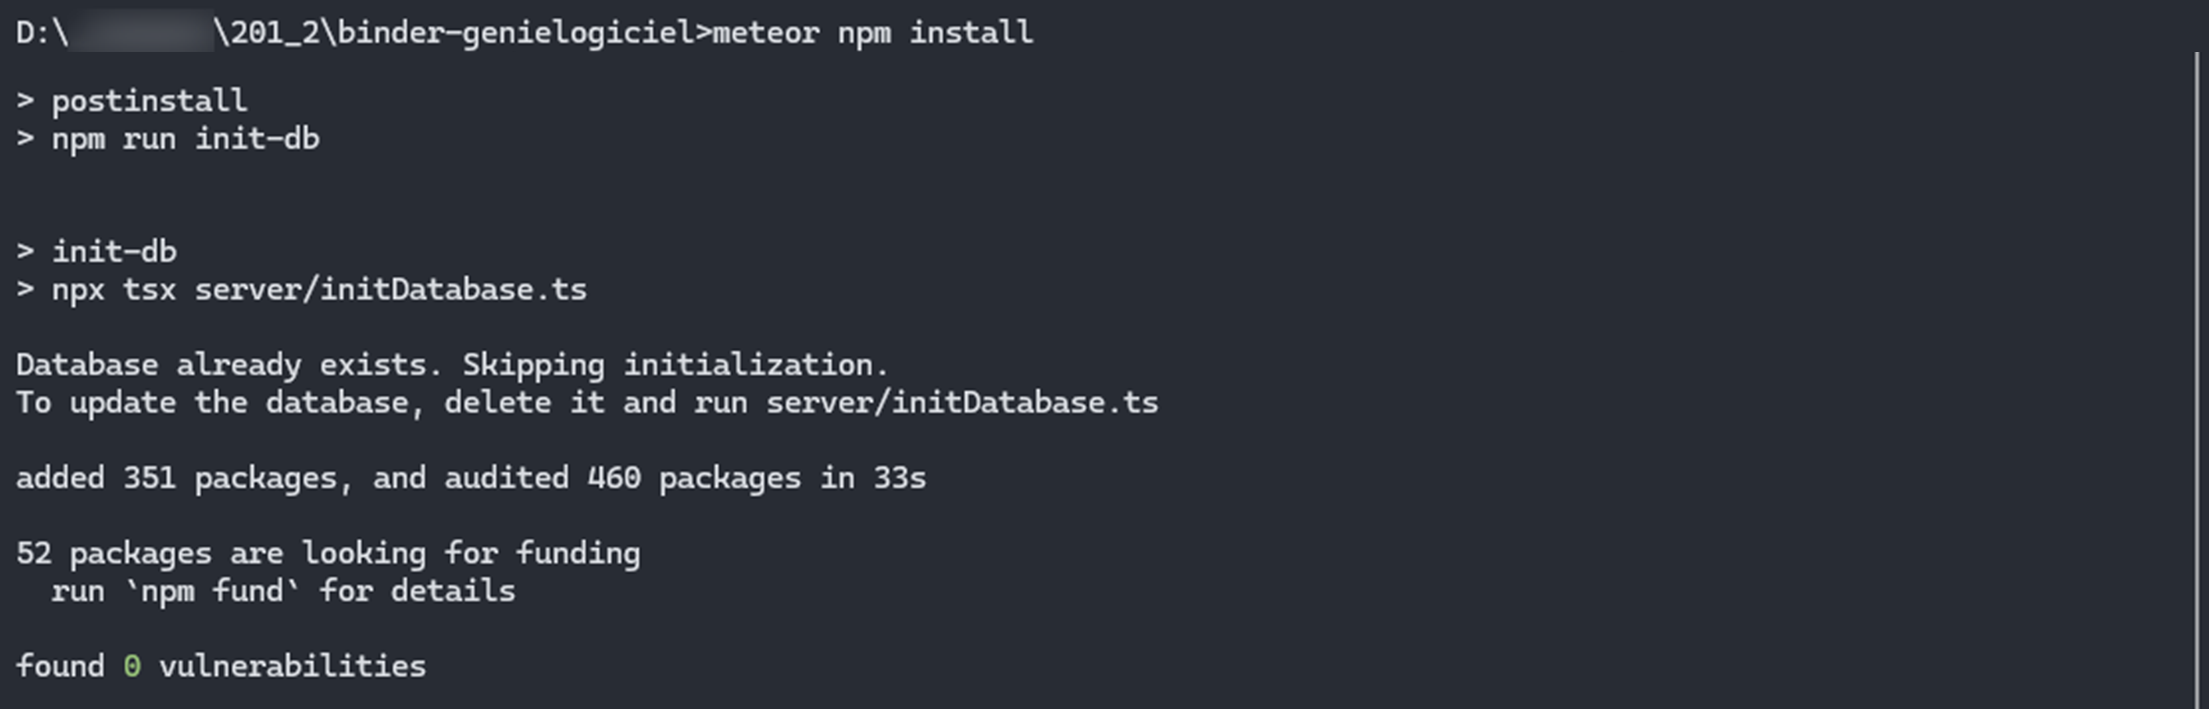 D:\ \201_2\binder-genielogiciel>meteor npm install
> postinstall
> npm run init-db
> init-db
> npx tsx server/initDatabase.ts
Database already exists. Skipping initialization.
To update the database, delete it and run server/initDatabase.ts
added 351 packages, and audited 460 packages in 33s
52 packages are looking for funding
  run `npm fund` for details
found 0 vulnerabilities